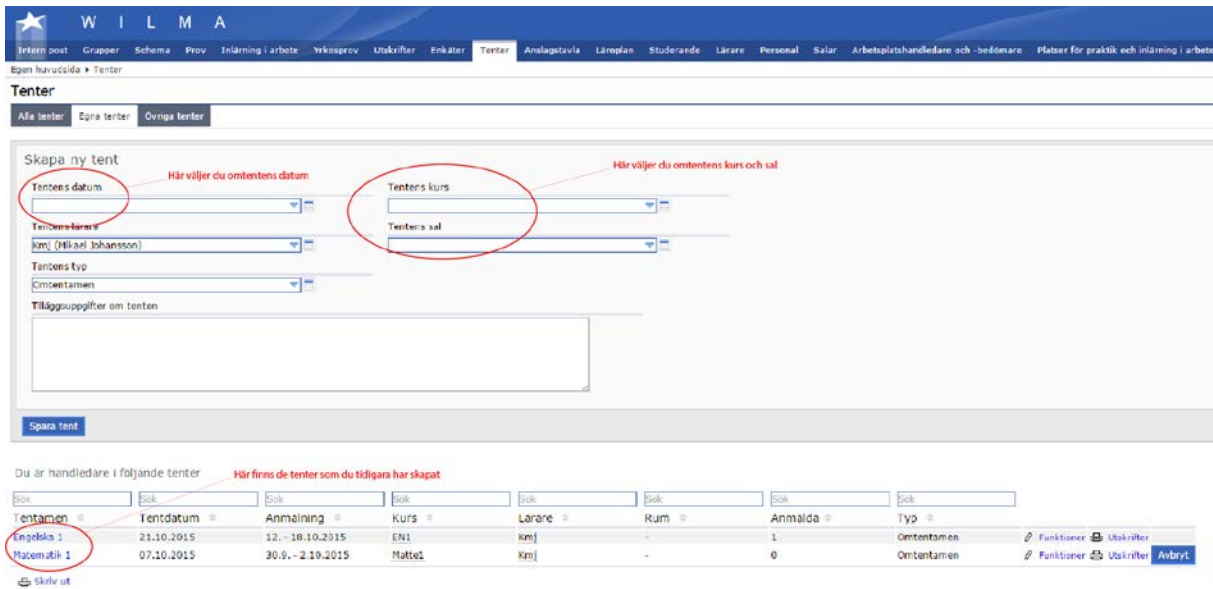 W I L M A
Intern post Grupper Schema Prov Inlärning i arbete Yrkesprov Utskrifter Enkäter Tenter Anslagstavla Läroplan Studerande Lärare Personal Salar Arbetsplatshandledare och -bedömare Platser för praktik och inlärning i arbete
Egen huvudsida ▸ Tenter
Tenter
Alla tenter Egna tenter Övriga tenter
Skapa ny tent
Här väljer du omtentens datum
Här väljer du omtentens kurs och sal
Tentens datum Tentens kurs
Tentens lärare Tentens sal
Kmj (Mikael Johansson)
Tentens typ
Omtentamen
Tilläggsuppgifter om tenten
Spara tent
Du är handledare i följande tenter
Här finns de tenter som du tidigara har skapat
Sök Sök Sök Sök Sök Sök Sök Sök
Tentamen Tentdatum Anmälning Kurs Lärare Rum Anmälda Typ
Engelska 1 21.10.2015 12. - 18.10.2015 EN1 Kmj - 1 Omtentamen Funktioner Utskrifter
Matematik 1 07.10.2015 30.9. - 2.10.2015 Matte1 Kmj - 0 Omtentamen Funktioner Utskrifter Avbryt
Skriv ut